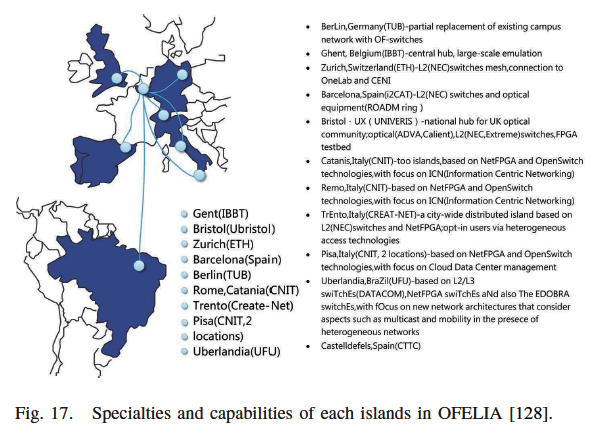 Gent(IBBT)
Bristol(Ubristol)
Zurich(ETH)
Barcelona(Spain)
Berlin(TUB)
Rome,Catania(CNIT)
Trento(Create-Net)
Pisa(CNIT,2
locations)
Uberlandia(UFU)
• BerLin,Germany(TUB)-partial replacement of existing campus
network with OF-switches
• Ghent, Belgium(IBBT)-central hub, large-scale emulation
• Zurich,Switzerland(ETH)-L2(NEC)switches mesh,connection to
OneLab and CENI
• Barcelona,Spain(i2CAT)-L2(NEC) switches and optical
equipment(ROADM ring )
• Bristol · UX ( UNIVERIS ) -national hub for UK optical
community;optical(ADVA,Calient),L2(NEC,Extreme)switches,FPGA
testbed
• Catanis,Italy(CNIT)-too islands,based on NetFPGA and OpenSwitch
technologies,with focus on ICN(Information Centric Networking)
• Remo,Italy(CNIT)-based on NetFPGA and OpenSwitch
technologies,with focus on ICN(Information Centric Networking)
• TrEnto,Italy(CREAT-NET)-a city-wide distributed island based on
L2(NEC)switches and NetFPGA;opt-in users via heterogeneous
access technologies
• Pisa,Italy(CNIT, 2 locations)-based on NetFPGA and OpenSwitch
technologies,with focus on Cloud Data Center management
• Uberlandia,BraZil(UFU)-based on L2/L3
swiTchEs(DATACOM),NetFPGA swiTchEs aNd also The EDOBRA
switchEs,with fOcus on new network architectures that consider
aspects such as multicast and mobility in the presece of
heterogeneous networks
• Castelldefels,Spain(CTTC)
Fig. 17. Specialties and capabilities of each islands in OFELIA [128].